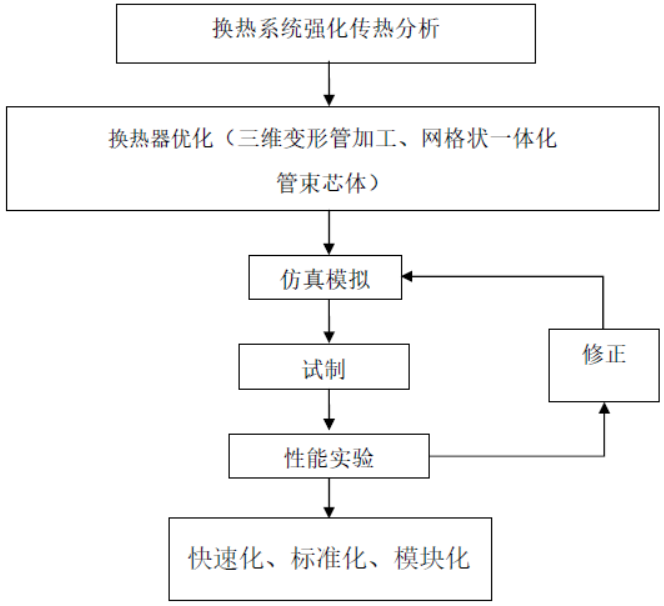 换热系统强化传热分析
换热器优化（三维变形管加工、网格状一体化
管束芯体）
仿真模拟
试制
修正
性能实验
快速化、标准化、模块化